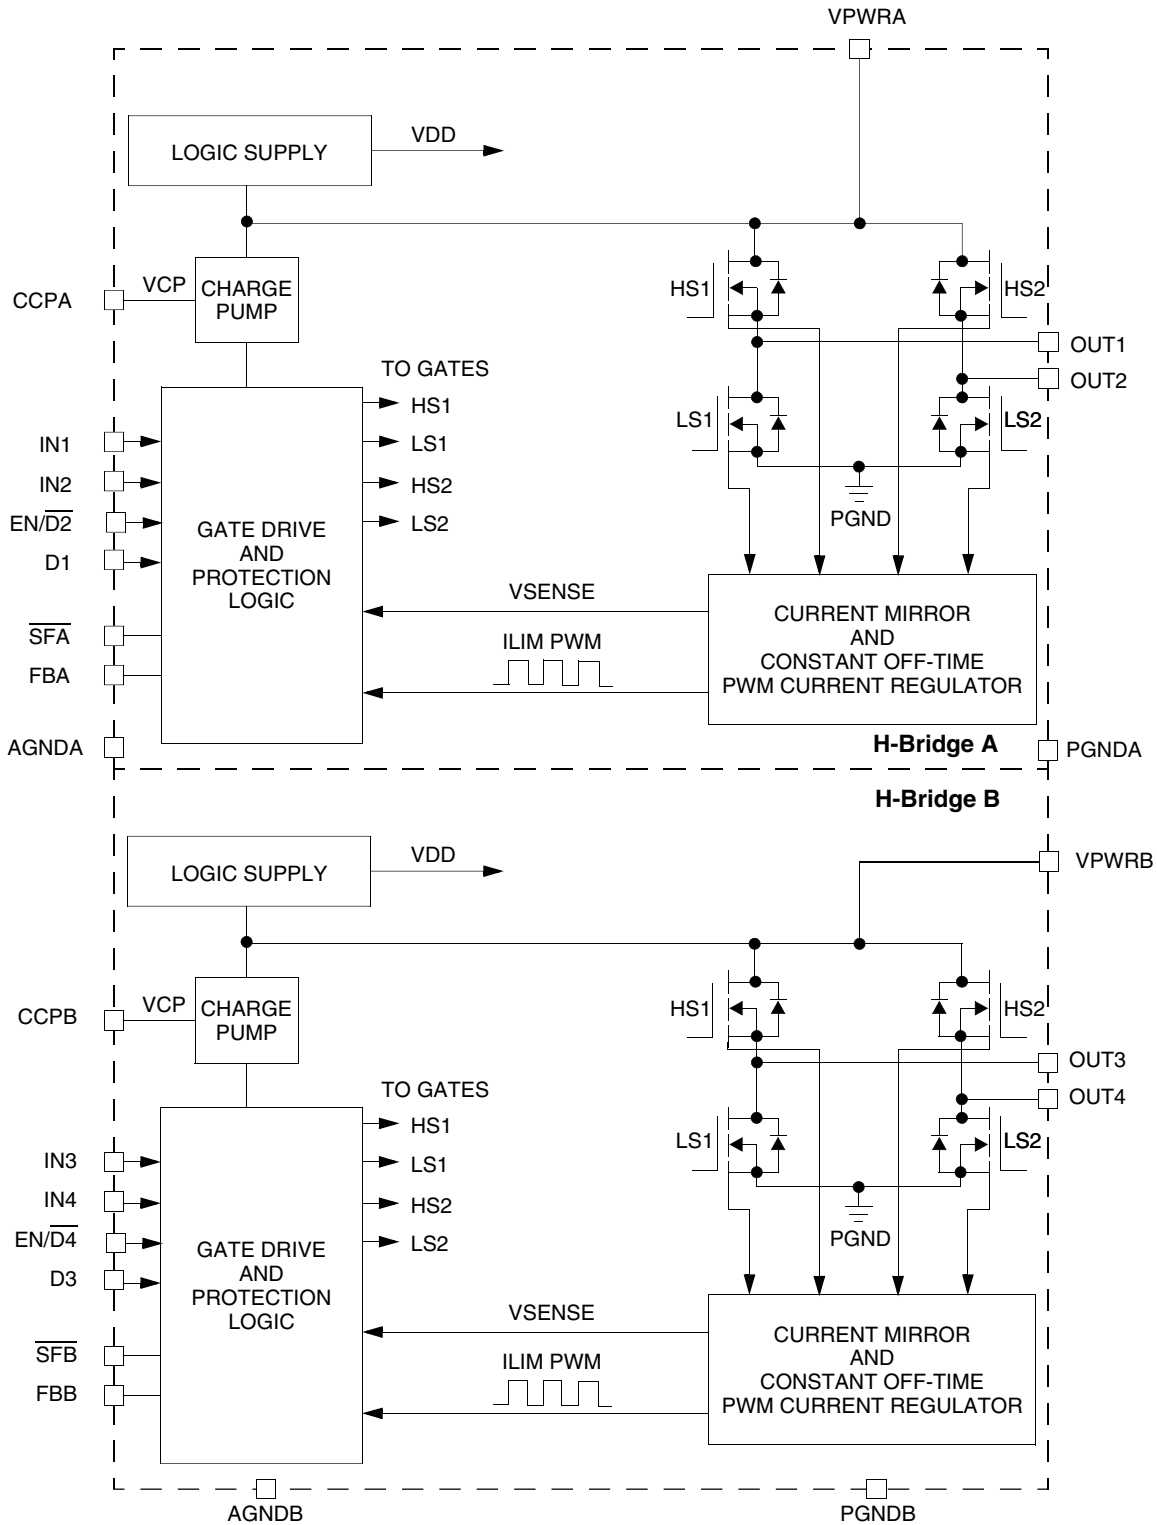 VPWRA
LOGIC SUPPLY
VDD
CCPA
VCP
CHARGE
PUMP
HS1
HS2
OUT1
OUT2
TO GATES
HS1
LS1
HS2
LS2
LS1
LS2
PGND
IN1
IN2
EN/D̅2̅
D1
S̅F̅A̅
FBA
AGNDA
GATE DRIVE
AND
PROTECTION
LOGIC
VSENSE
ILIM PWM
CURRENT MIRROR
AND
CONSTANT OFF-TIME
PWM CURRENT REGULATOR
H-Bridge A
PGNDA
H-Bridge B
LOGIC SUPPLY
VDD
VPWRB
CCPB
VCP
CHARGE
PUMP
HS1
HS2
OUT3
OUT4
TO GATES
HS1
LS1
HS2
LS2
LS1
LS2
PGND
IN3
IN4
EN/D̅4̅
D3
S̅F̅B̅
FBB
GATE DRIVE
AND
PROTECTION
LOGIC
VSENSE
ILIM PWM
CURRENT MIRROR
AND
CONSTANT OFF-TIME
PWM CURRENT REGULATOR
AGNDB
PGNDB